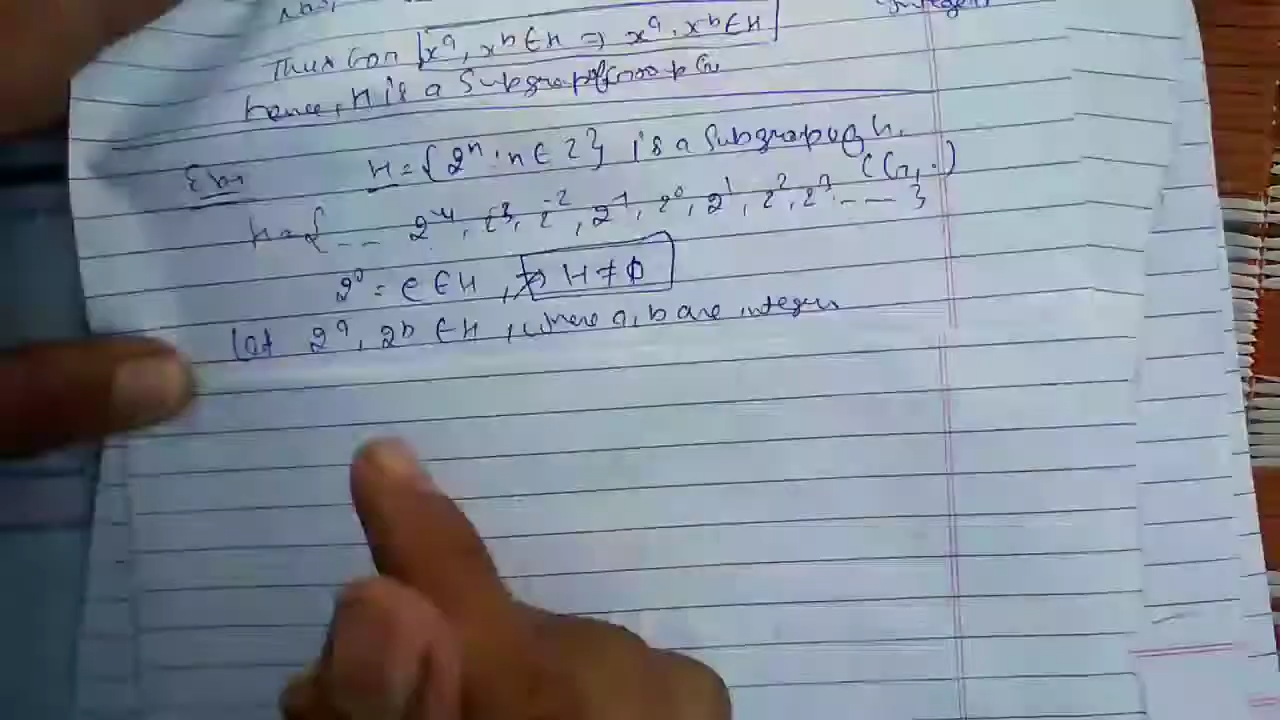 Thus for x^a, x^b ∈ H ⇒ x^a. x^b ∈ H
hence, H is a Subgroup of G
Exm H = {2^n : n ∈ Z} is a Subgroup of
(G, .)
H = { .... 2^-4, 2^-3, 2^-2, 2^-1, 2^0, 2^1, 2^2, 2^3 .... }
2^0 = e ∈ H, ⇒ H ≠ Φ
Let 2^a, 2^b ∈ H, where a, b are integer